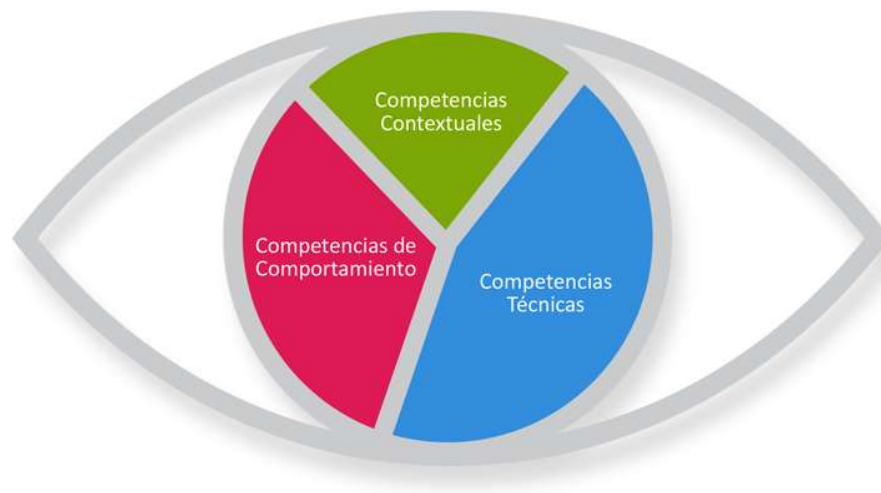 Competencias
Contextuales
Competencias de
Comportamiento
Competencias
Técnicas